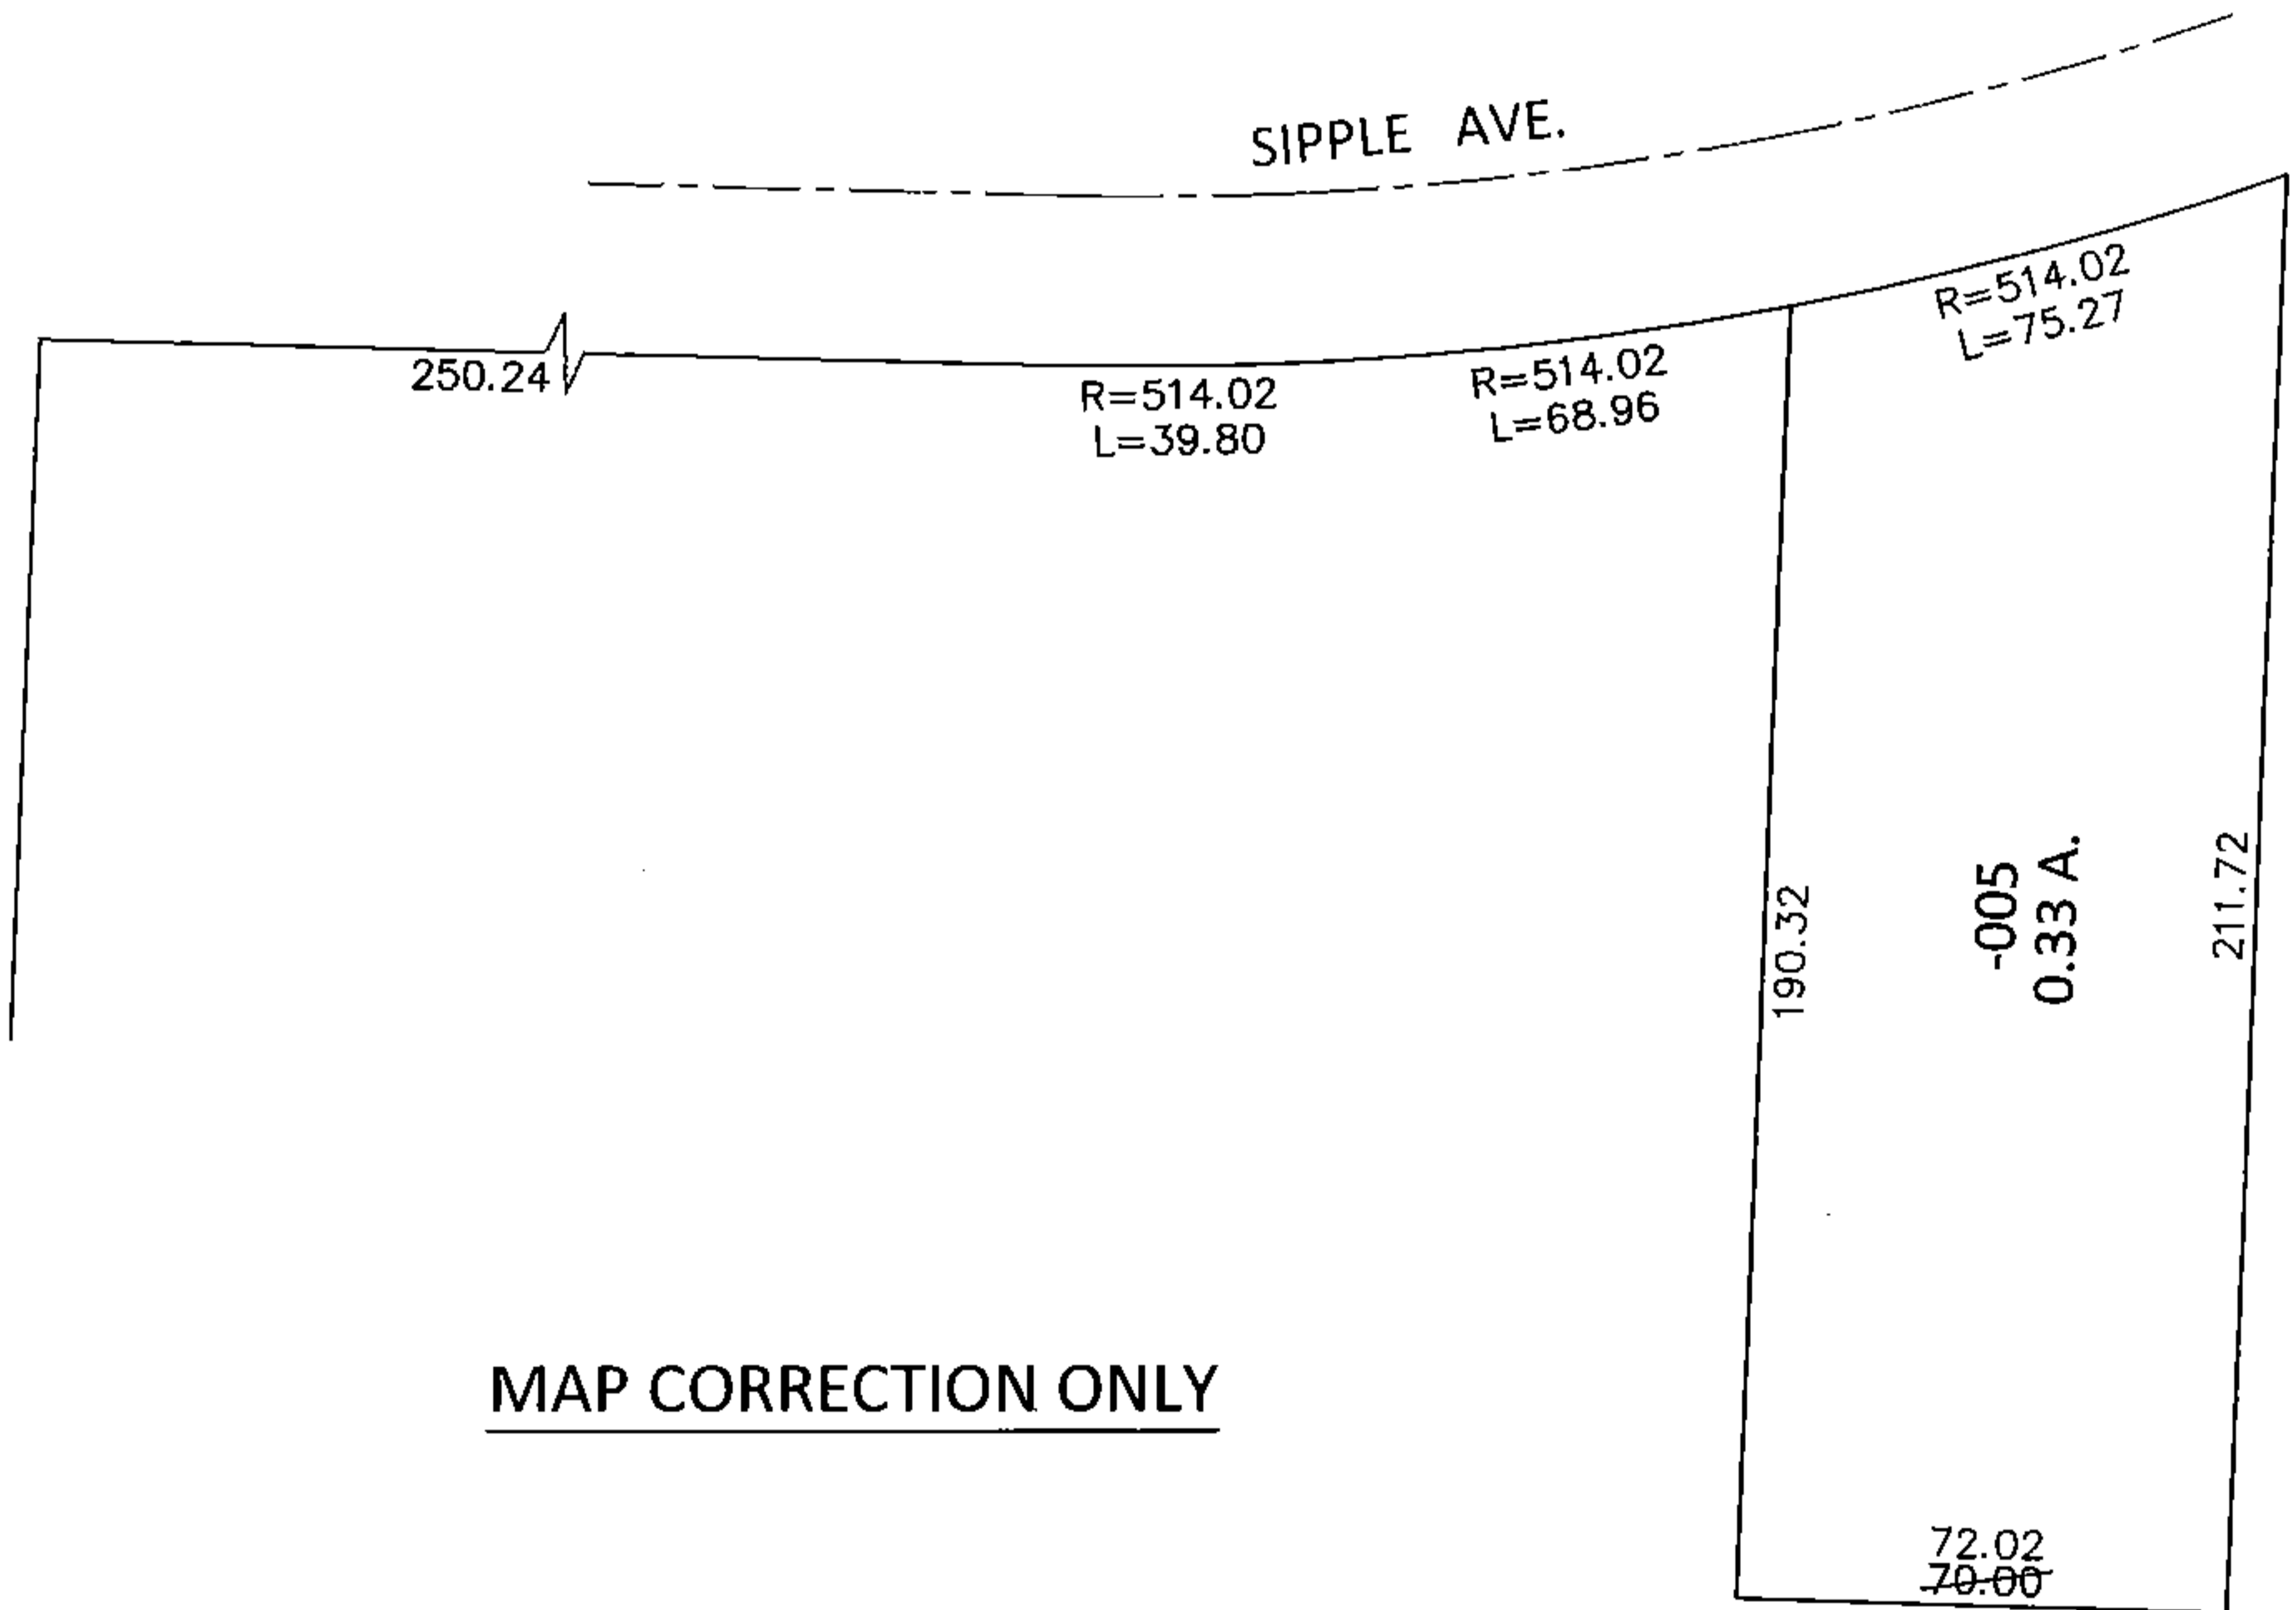 SIPPLE AVE.
250.24
R=514.02
L=39.80
R=514.02
L=68.96
R=514.02
L=75.27
190.32
-005
0.33 A.
211.72
MAP CORRECTION ONLY
72.02
70.00